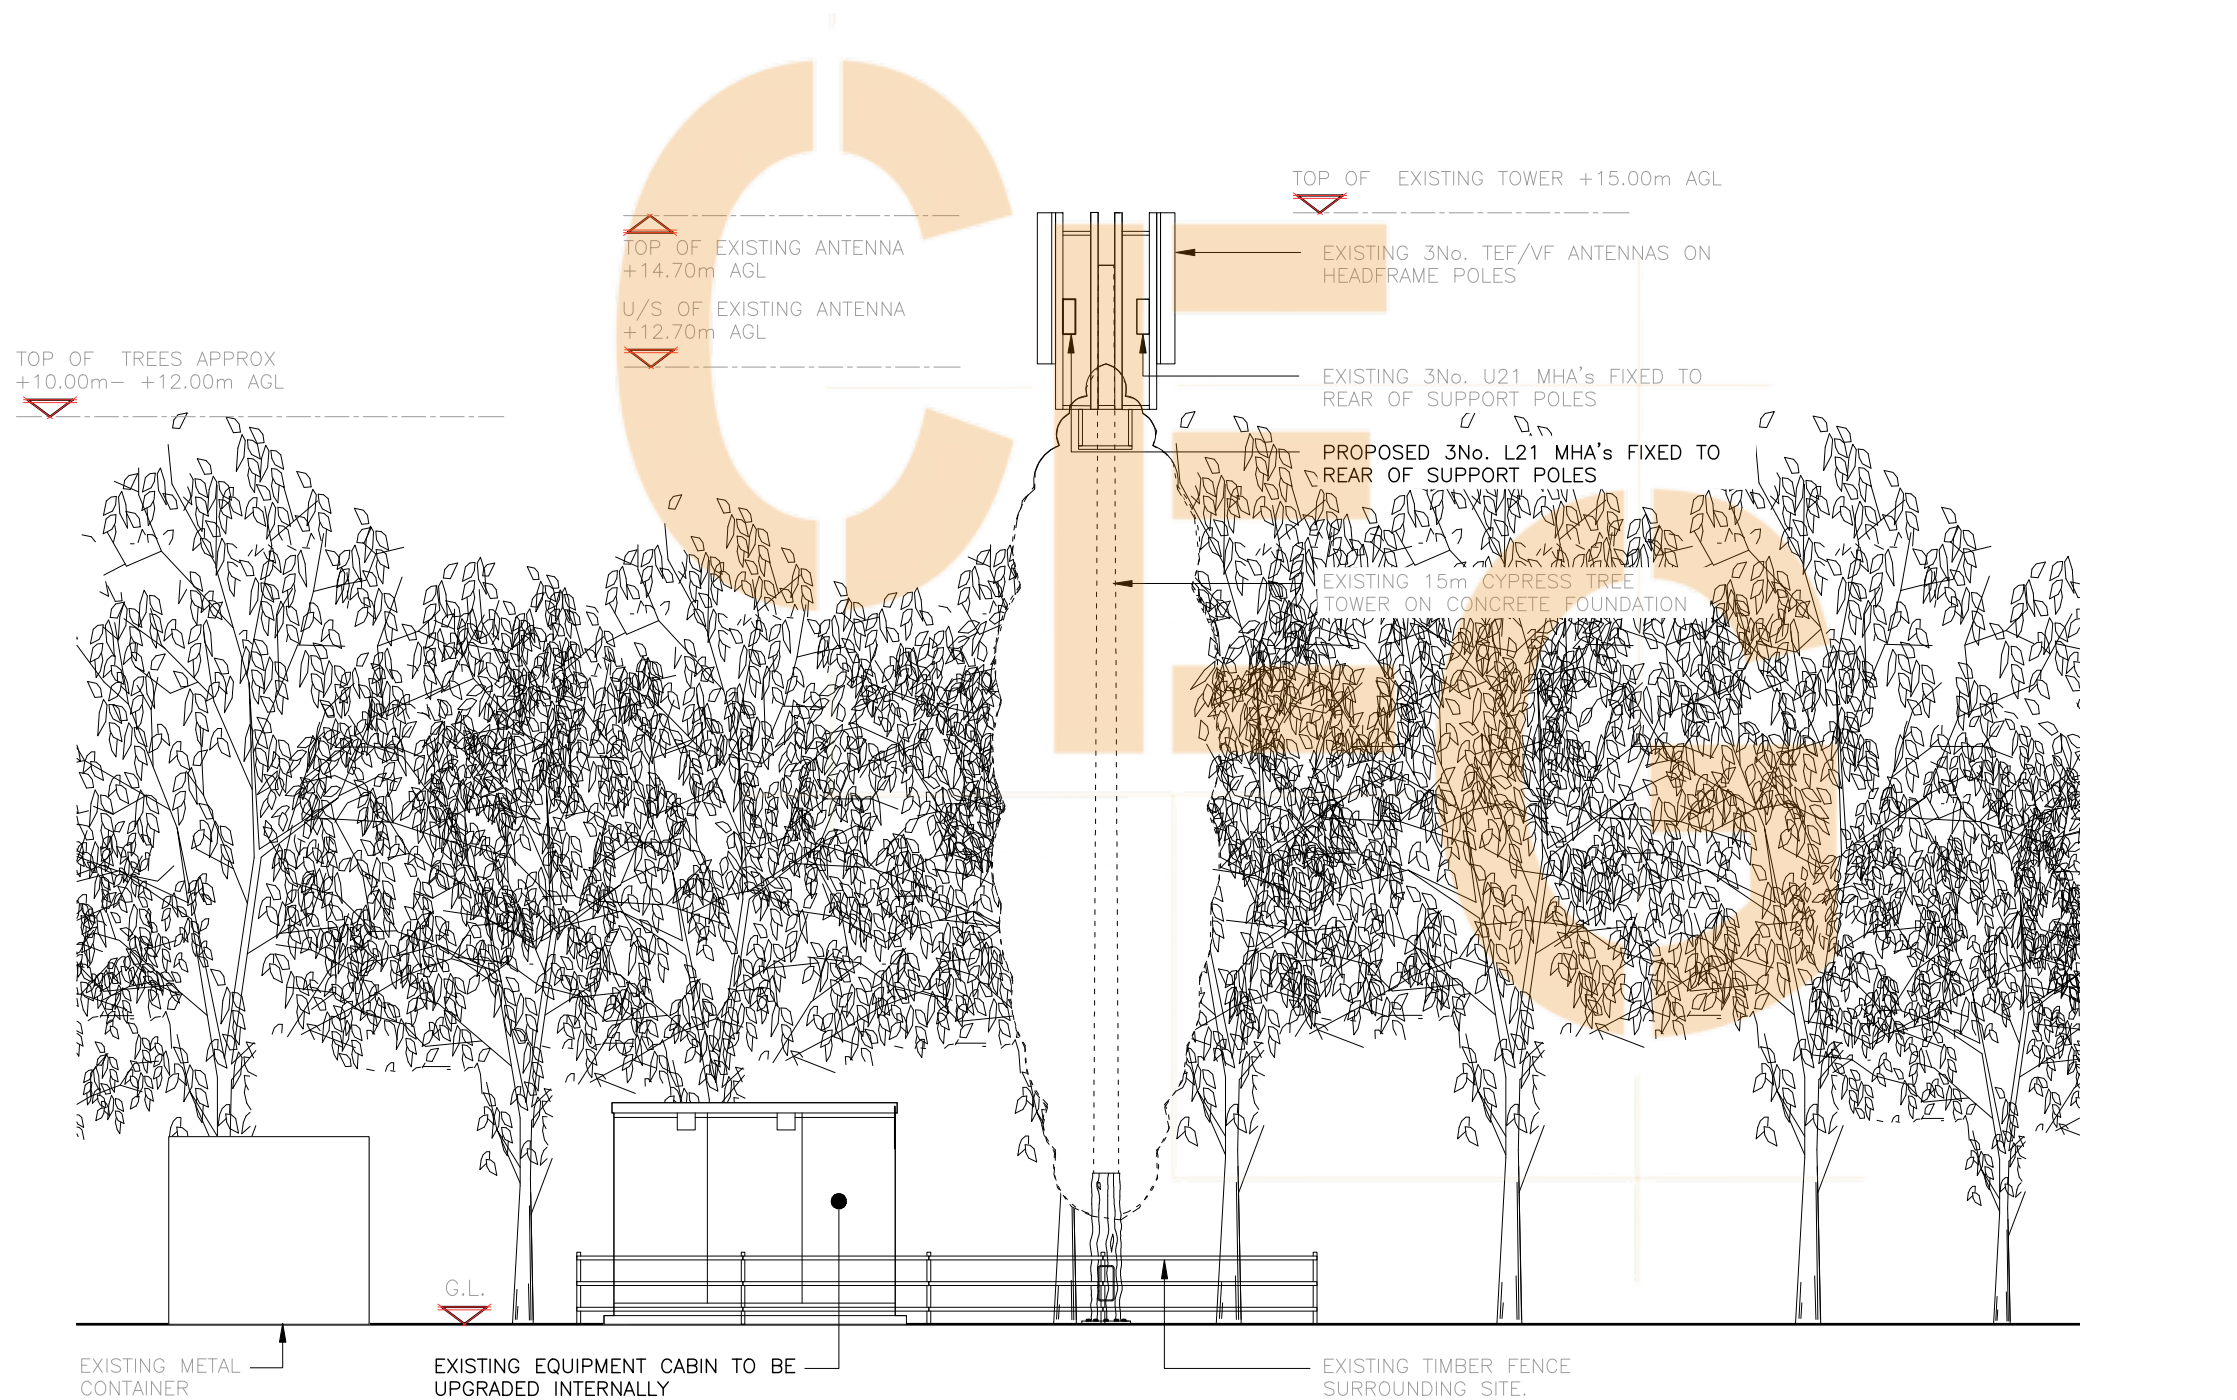 TOP OF EXISTING TOWER +15.00m AGL
TOP OF EXISTING ANTENNA
+14.70m AGL
EXISTING 3No. TEF/VF ANTENNAS ON
HEADFRAME POLES
U/S OF EXISTING ANTENNA
+12.70m AGL
TOP OF TREES APPROX
+10.00m- +12.00m AGL
EXISTING 3No. U21 MHA's FIXED TO
REAR OF SUPPORT POLES
PROPOSED 3No. L21 MHA's FIXED TO
REAR OF SUPPORT POLES
EXISTING 15m CYPRESS TREE
TOWER ON CONCRETE FOUNDATION
G.L.
EXISTING METAL
CONTAINER
EXISTING EQUIPMENT CABIN TO BE
UPGRADED INTERNALLY
EXISTING TIMBER FENCE
SURROUNDING SITE.
CFG